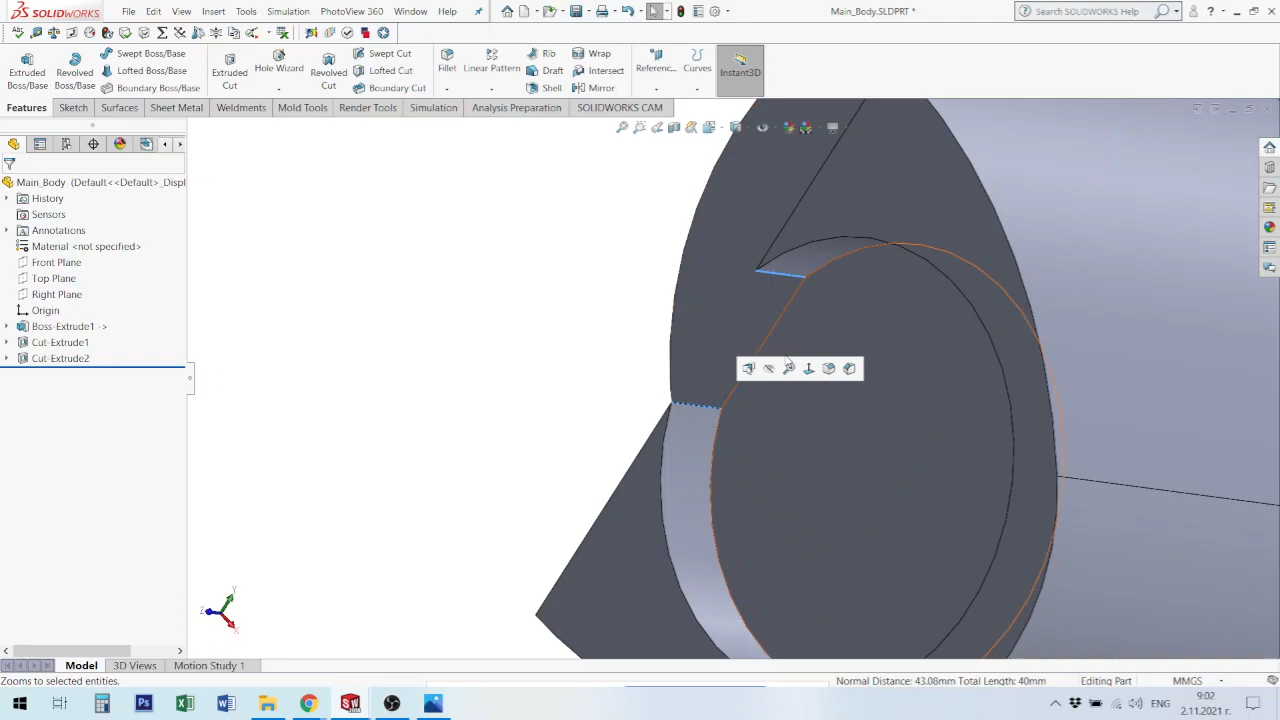 SOLIDWORKS File Edit View Insert Tools Simulation PhotoView 360 Window Help Main_Body.SLDPRT * Search SOLIDWORKS Help
Extruded Boss/Base
Revolved Boss/Base
Swept Boss/Base
Lofted Boss/Base
Boundary Boss/Base
Extruded Cut
Hole Wizard
Revolved Cut
Swept Cut
Lofted Cut
Boundary Cut
Fillet
Linear Pattern
Rib
Draft
Shell
Wrap
Intersect
Mirror
Referenc...
Curves
Instant3D
Features Sketch Surfaces Sheet Metal Weldments Mold Tools Render Tools Simulation Analysis Preparation SOLIDWORKS CAM
Main_Body (Default<<Default>_Displ
History
Sensors
Annotations
Material <not specified>
Front Plane
Top Plane
Right Plane
Origin
Boss-Extrude1 ->
Cut-Extrude1
Cut-Extrude2
Y
Z
X
Model 3D Views Motion Study 1
Zooms to selected entities. Normal Distance: 43.08mm Total Length: 40mm Editing Part MMGS
ENG 9:02
2.11.2021 г.